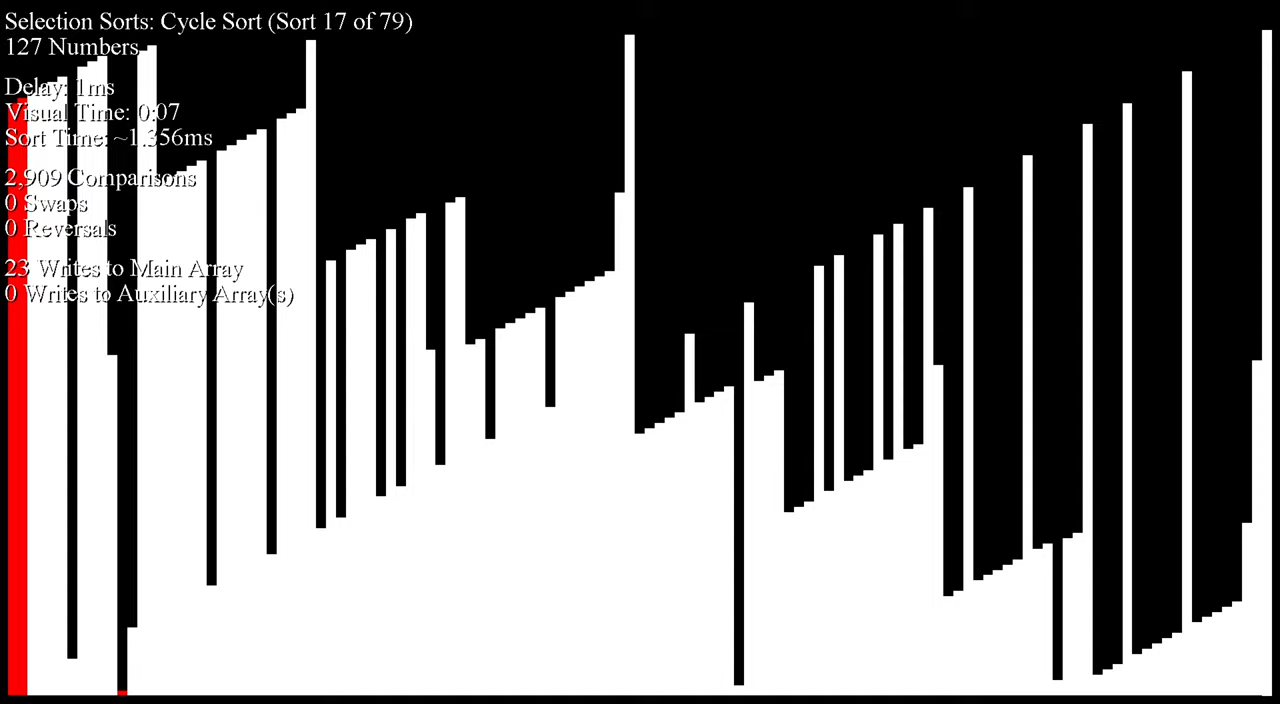 Selection Sorts: Cycle Sort (Sort 17 of 79)
127 Numbers
Delay: 1ms
Visual Time: 0:07
Sort Time: ~1.356ms
2,909 Comparisons
0 Swaps
0 Reversals
23 Writes to Main Array
0 Writes to Auxiliary Array(s)